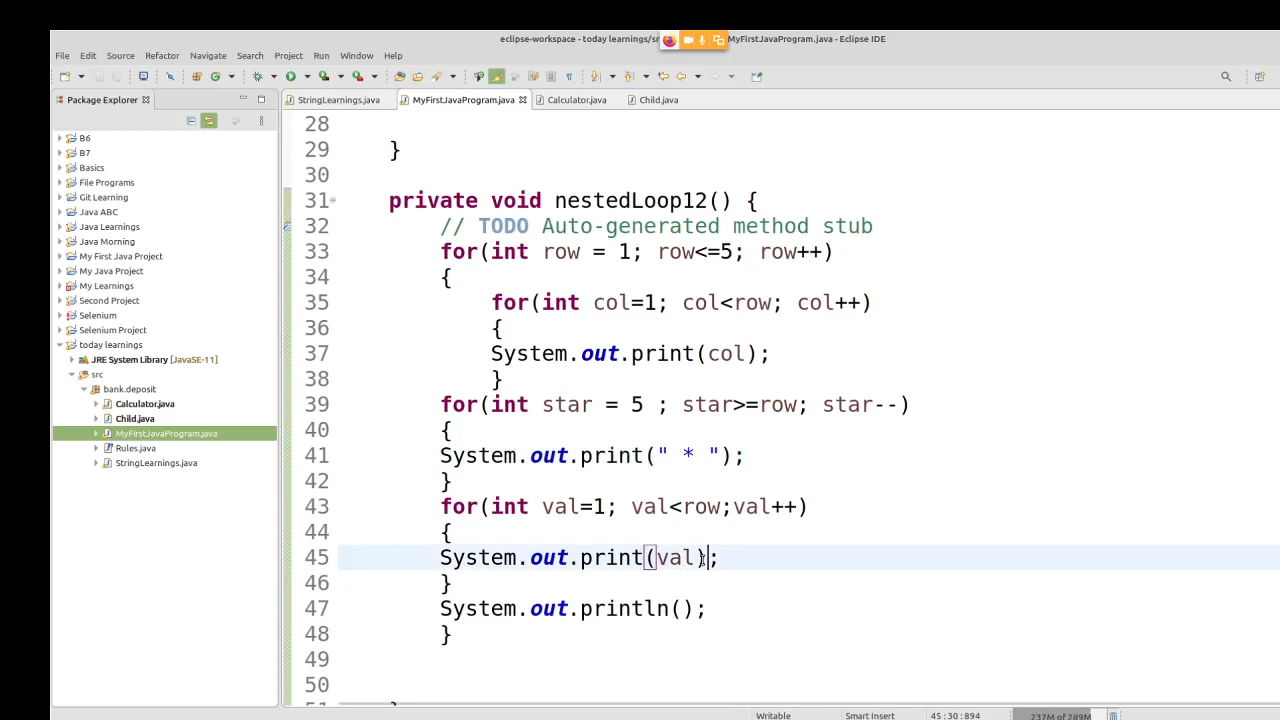 eclipse-workspace - today learnings/sr MyFirstJavaProgram.java - Eclipse IDE
File Edit Source Refactor Navigate Search Project Run Window Help
Package Explorer
StringLearnings.java MyFirstJavaProgram.java Calculator.java Child.java
B6
B7
Basics
File Programs
Git Learning
Java ABC
Java Learnings
Java Morning
My First Java Project
My Java Project
My Learnings
Second Project
Selenium
Selenium Project
today learnings
JRE System Library [JavaSE-11]
src
bank.deposit
Calculator.java
Child.java
MyFirstJavaProgram.java
Rules.java
StringLearnings.java
28
29 }
30
31 private void nestedLoop12() {
32 // TODO Auto-generated method stub
33 for(int row = 1; row<=5; row++)
34 {
35 for(int col=1; col<row; col++)
36 {
37 System.out.print(col);
38 }
39 for(int star = 5 ; star>=row; star--)
40 {
41 System.out.print(" * ");
42 }
43 for(int val=1; val<row;val++)
44 {
45 System.out.print(val);
46 }
47 System.out.println();
48 }
49
50
Writable Smart Insert 45:30:894 237M of 289M